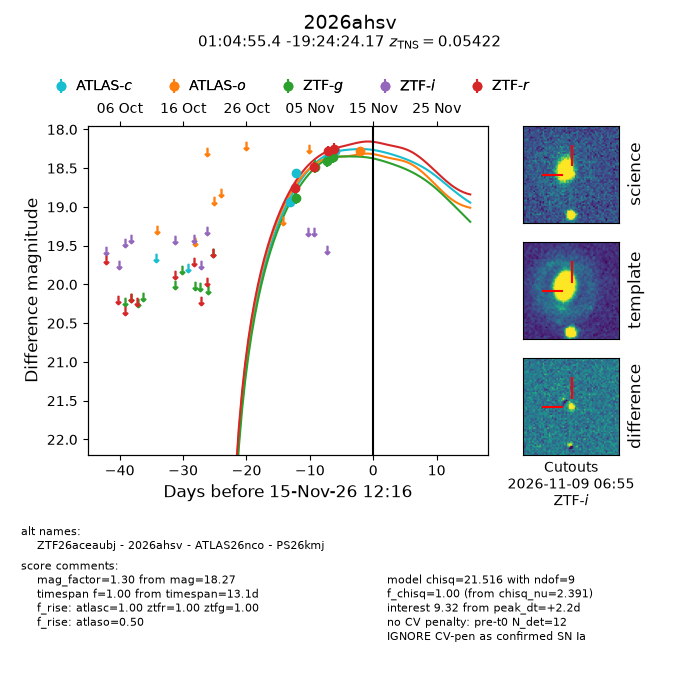 2026ahsv
01:04:55.4 -19:24:24.17 zTNS = 0.05422
ATLAS-c
ATLAS-o
ZTF-g
ZTF-i
ZTF-r
06 Oct
16 Oct
26 Oct
05 Nov
15 Nov
25 Nov
18.0
18.5
19.0
19.5
20.0
20.5
21.0
21.5
22.0
Difference magnitude
−40
−30
−20
−10
0
10
Days before 15-Nov-26 12:16
science
template
difference
Cutouts
2026-11-09 06:55
ZTF-i
alt names:
ZTF26aceaubj - 2026ahsv - ATLAS26nco - PS26kmj
score comments:
mag_factor=1.30 from mag=18.27
timespan f=1.00 from timespan=13.1d
f_rise: atlasc=1.00 ztfr=1.00 ztfg=1.00
f_rise: atlaso=0.50
model chisq=21.516 with ndof=9
f_chisq=1.00 (from chisq_nu=2.391)
interest 9.32 from peak_dt=+2.2d
no CV penalty: pre-t0 N_det=12
IGNORE CV-pen as confirmed SN Ia